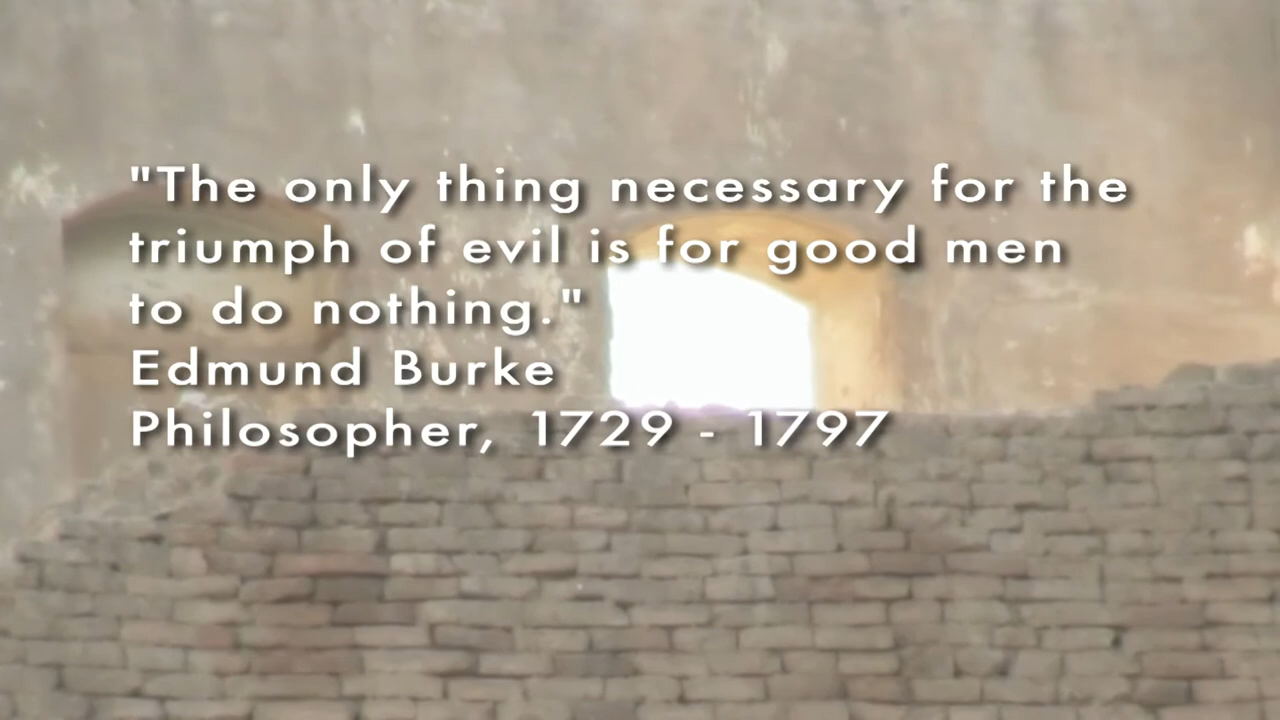 "The only thing necessary for the
triumph of evil is for good men
to do nothing."
Edmund Burke
Philosopher, 1729 - 1797